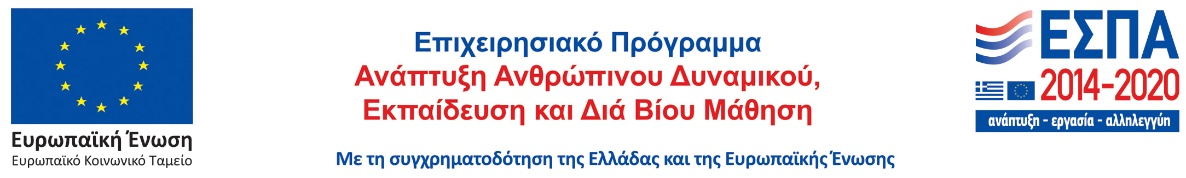 Ευρωπαϊκή Ένωση
Ευρωπαϊκό Κοινωνικό Ταμείο
Επιχειρησιακό Πρόγραμμα
Ανάπτυξη Ανθρώπινου Δυναμικού,
Εκπαίδευση και Διά Βίου Μάθηση
Με τη συγχρηματοδότηση της Ελλάδας και της Ευρωπαϊκής Ένωσης
ΕΣΠΑ
2014-2020
ανάπτυξη - εργασία - αλληλεγγύη